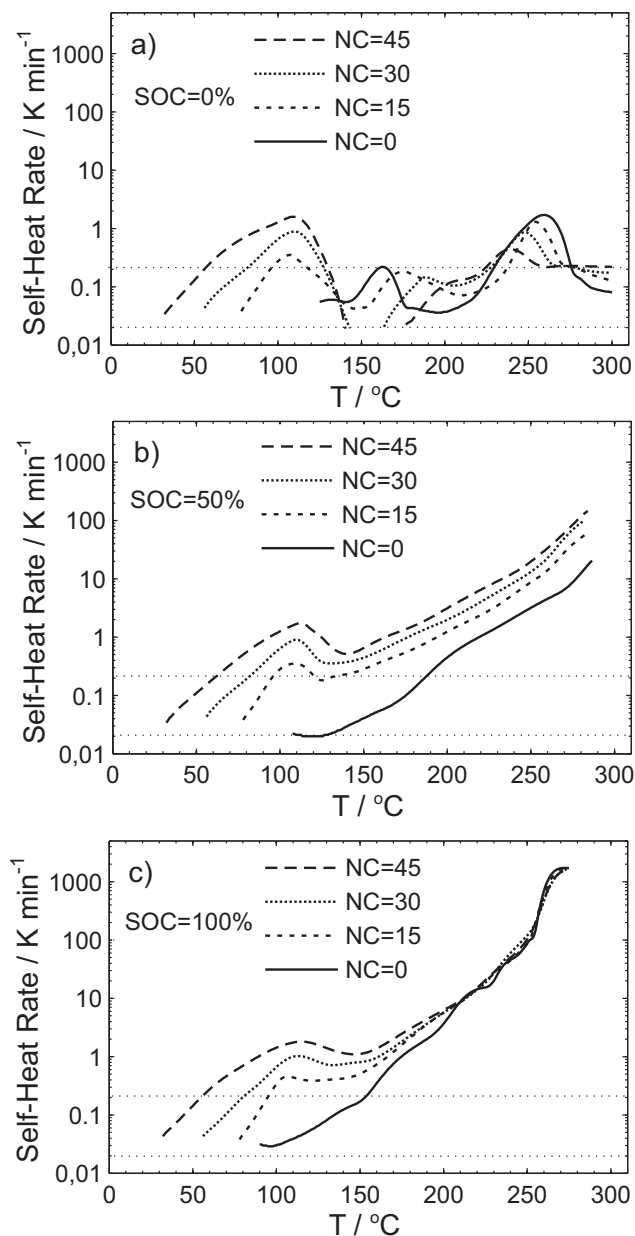 a)
SOC=0%
NC=45
NC=30
NC=15
NC=0
Self-Heat Rate / K min⁻¹
1000
100
10
1
0.1
0,01
0 50 100 150 200 250 300
T / °C
b)
SOC=50%
NC=45
NC=30
NC=15
NC=0
Self-Heat Rate / K min⁻¹
1000
100
10
1
0.1
0,01
0 50 100 150 200 250 300
T / °C
c)
SOC=100%
NC=45
NC=30
NC=15
NC=0
Self-Heat Rate / K min⁻¹
1000
100
10
1
0.1
0,01
0 50 100 150 200 250 300
T / °C